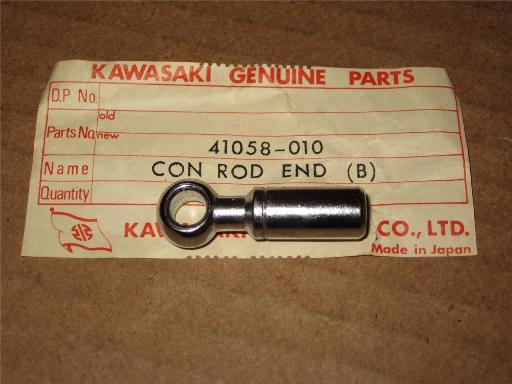 KAWASAKI GENUINE PARTS
D.P No.
old
Parts No. new
41058-010
Name CON ROD END (B)
Quantity
CO., LTD.
Made in Japan